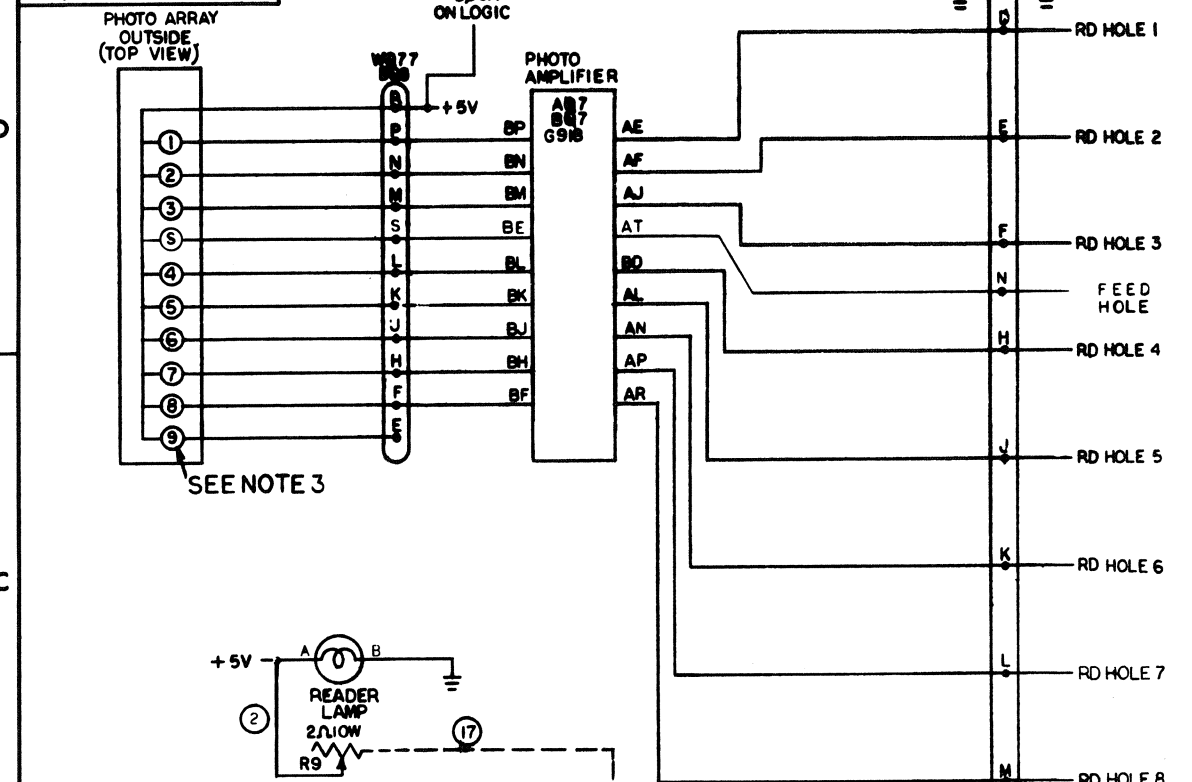 PHOTO ARRAY
OUTSIDE
(TOP VIEW)
ON LOGIC
+5V
PHOTO
AMPLIFIER
G918
1
2
3
S
4
5
6
7
8
9
P
N
M
S
L
K
J
H
F
E
BP
BN
BM
BE
BL
BK
BJ
BH
BF
AE
AF
AJ
AT
BD
AL
AN
AP
AR
RD HOLE 1
E
RD HOLE 2
F
RD HOLE 3
N
FEED
HOLE
H
RD HOLE 4
J
RD HOLE 5
K
RD HOLE 6
L
RD HOLE 7
M
RD HOLE 8
SEE NOTE 3
C
+5V
A
B
READER
LAMP
2Ω10W
R9
2
17